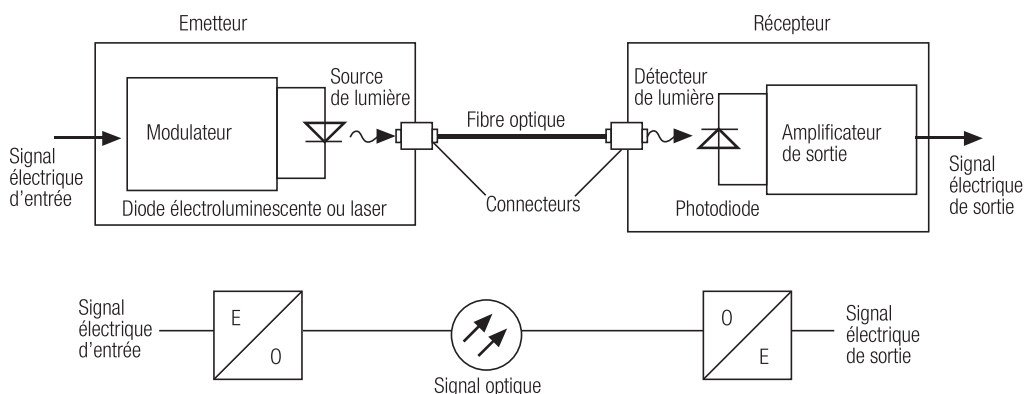 Emetteur
Récepteur
Source
de lumière
Détecteur
de lumière
Modulateur
Fibre optique
Amplificateur
de sortie
Signal
électrique
d'entrée
Signal
électrique
de sortie
Connecteurs
Diode électroluminescente ou laser
Photodiode
Signal
électrique
d'entrée
E
O
O
E
Signal
électrique
de sortie
Signal optique